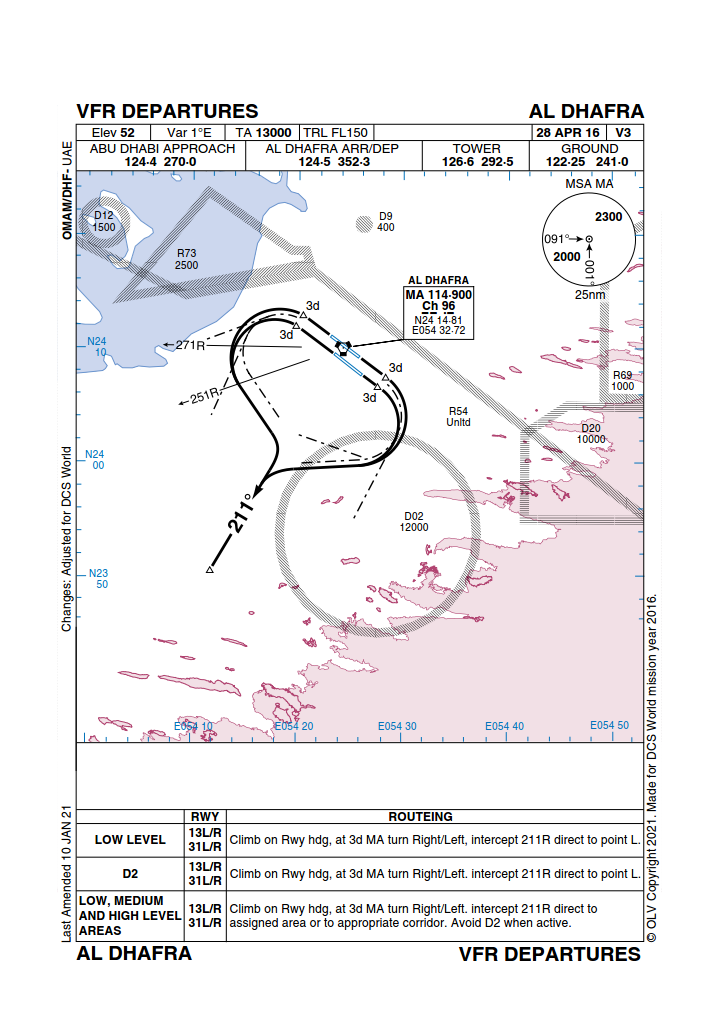 VFR DEPARTURES
AL DHAFRA
Elev 52
Var 1°E
TA 13000
TRL FL150
28 APR 16
V3
ABU DHABI APPROACH
124·4 270·0
AL DHAFRA ARR/DEP
124·5 352·3
TOWER
126·6 292·5
GROUND
122·25 241·0
OMAM/DHF- UAE
MSA MA
2300
091°
2000
001°
25nm
D12
1500
D9
400
R73
2500
AL DHAFRA
MA 114·900
Ch 96
N24 14·81
E054 32·72
3d
3d
N24
10
271R
3d
3d
251R
R69
1000
R54
Unltd
D20
10000
N24
00
211°
D02
12000
N23
50
E054 10
E054 20
E054 30
E054 40
E054 50
Changes: Adjusted for DCS World
Last Amended 10 JAN 21
© OLV Copyright 2021. Made for DCS World mission year 2016.
RWY
ROUTEING
LOW LEVEL
13L/R
31L/R
Climb on Rwy hdg, at 3d MA turn Right/Left, intercept 211R direct to point L.
D2
13L/R
31L/R
Climb on Rwy hdg, at 3d MA turn Right/Left. intercept 211R direct to point L.
LOW, MEDIUM
AND HIGH LEVEL
AREAS
13L/R
31L/R
Climb on Rwy hdg, at 3d MA turn Right/Left. intercept 211R direct to
assigned area or to appropriate corridor. Avoid D2 when active.
AL DHAFRA
VFR DEPARTURES